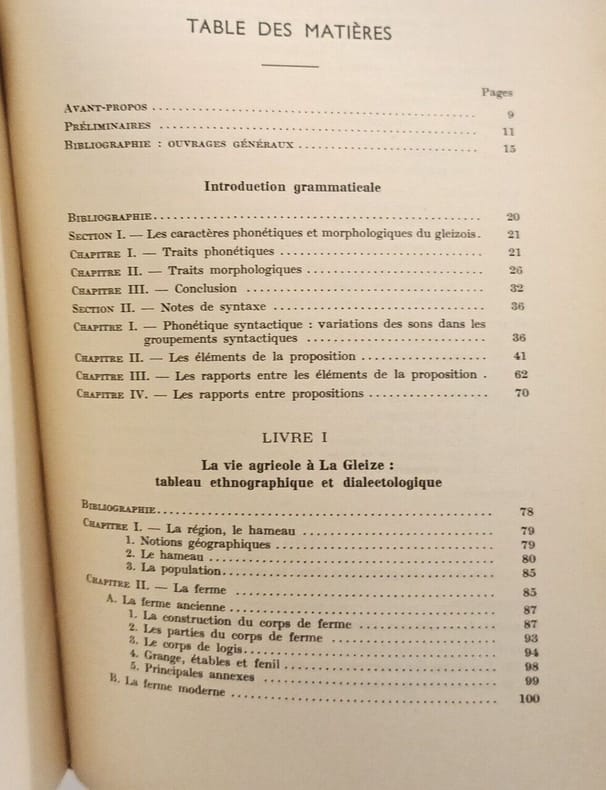 TABLE DES MATIÈRES
Pages
AVANT-PROPOS ........ 9
PRÉLIMINAIRES ........ 11
BIBLIOGRAPHIE : OUVRAGES GÉNÉRAUX ........ 15
Introduction grammaticale
BIBLIOGRAPHIE ........ 20
SECTION I. — Les caractères phonétiques et morphologiques du gleizois. 21
CHAPITRE I. — Traits phonétiques ........ 21
CHAPITRE II. — Traits morphologiques ........ 26
CHAPITRE III. — Conclusion ........ 32
SECTION II. — Notes de syntaxe ........ 36
CHAPITRE I. — Phonétique syntactique : variations des sons dans les
groupements syntactiques ........ 36
CHAPITRE II. — Les éléments de la proposition ........ 41
CHAPITRE III. — Les rapports entre les éléments de la proposition . 62
CHAPITRE IV. — Les rapports entre propositions ........ 70
LIVRE I
La vie agricole à La Gleize :
tableau ethnographique et dialectologique
BIBLIOGRAPHIE ........ 78
CHAPITRE I. — La région, le hameau ........ 79
1. Notions géographiques ........ 79
2. Le hameau ........ 80
3. La population ........ 85
CHAPITRE II. — La ferme ........ 85
A. La ferme ancienne ........ 87
1. La construction du corps de ferme ........ 87
2. Les parties du corps de ferme ........ 93
3. Le corps de logis ........ 94
4. Grange, étables et fenil ........ 98
5. Principales annexes ........ 99
B. La ferme moderne ........ 100